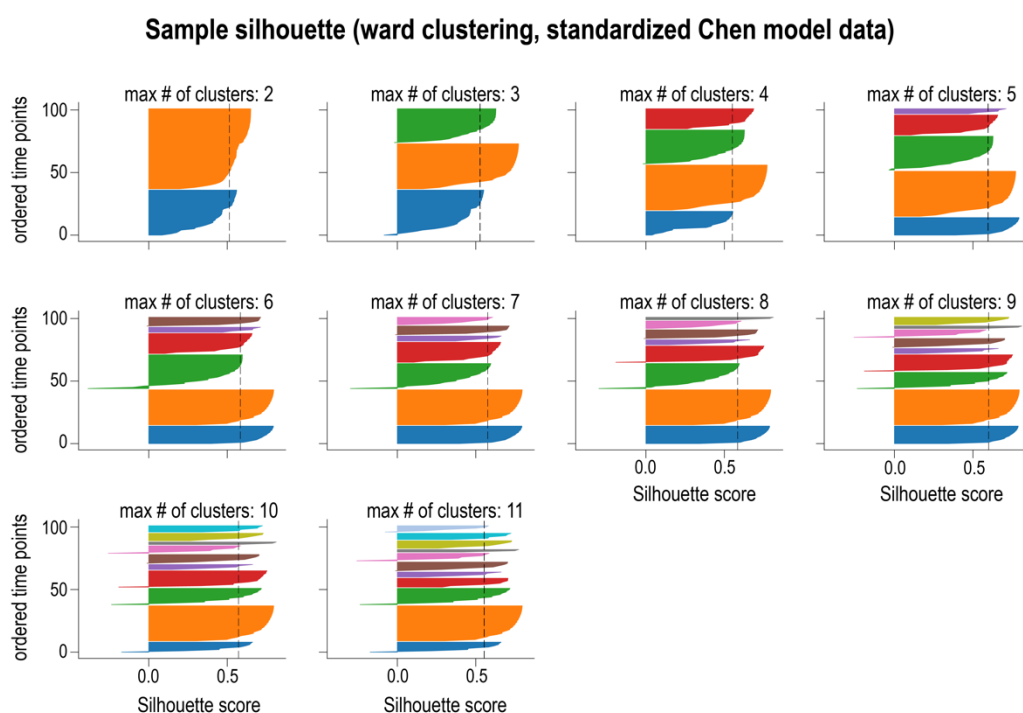 Sample silhouette (ward clustering, standardized Chen model data)
max # of clusters: 2
max # of clusters: 3
max # of clusters: 4
max # of clusters: 5
ordered time points
100
50
0
max # of clusters: 6
max # of clusters: 7
max # of clusters: 8
max # of clusters: 9
ordered time points
100
50
0
0.0 0.5
0.0 0.5
Silhouette score
Silhouette score
max # of clusters: 10
max # of clusters: 11
ordered time points
100
50
0
0.0 0.5
0.0 0.5
Silhouette score
Silhouette score